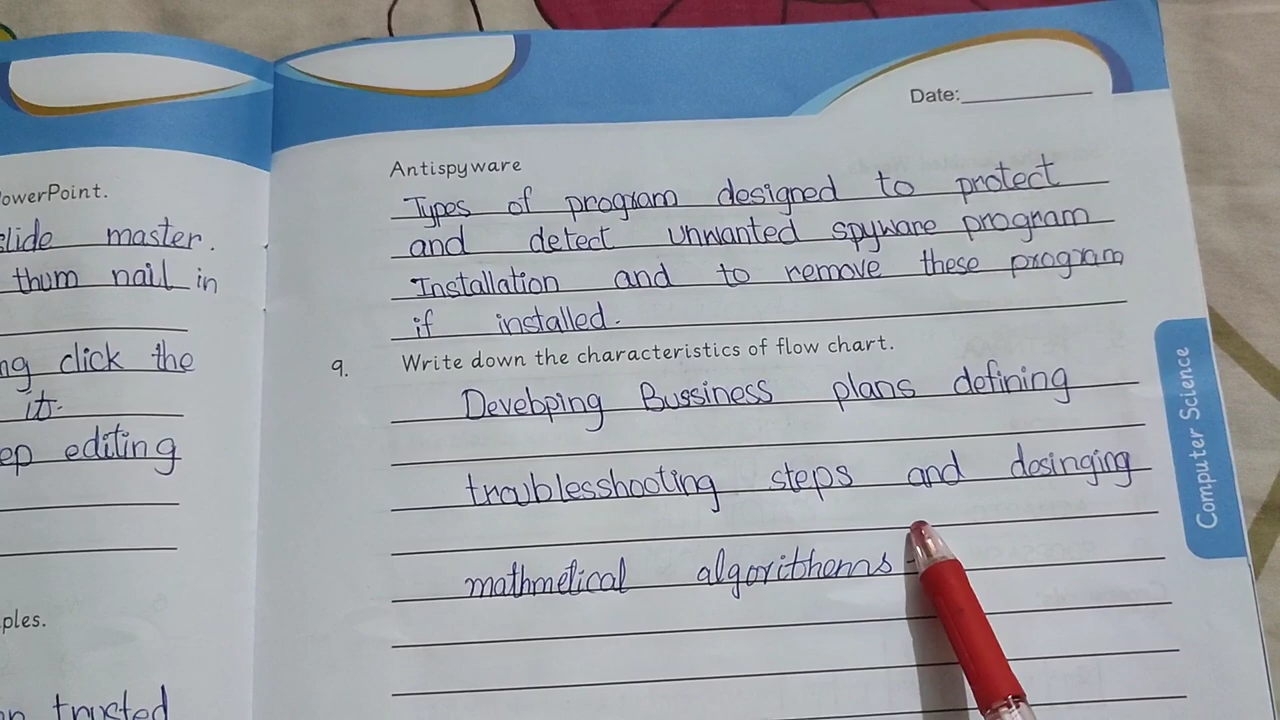 Date:
owerPoint.
slide master.
thum nail in
ng click the
it.
ep editing
ples.
trusted
Antispyware
Types of program designed to protect
and detect unwanted spyware program
Installation and to remove these program
if installed.
9. Write down the characteristics of flow chart.
Developing Bussiness plans defining
troublesshooting steps and desinging
mathmetical algorithems
Computer Science